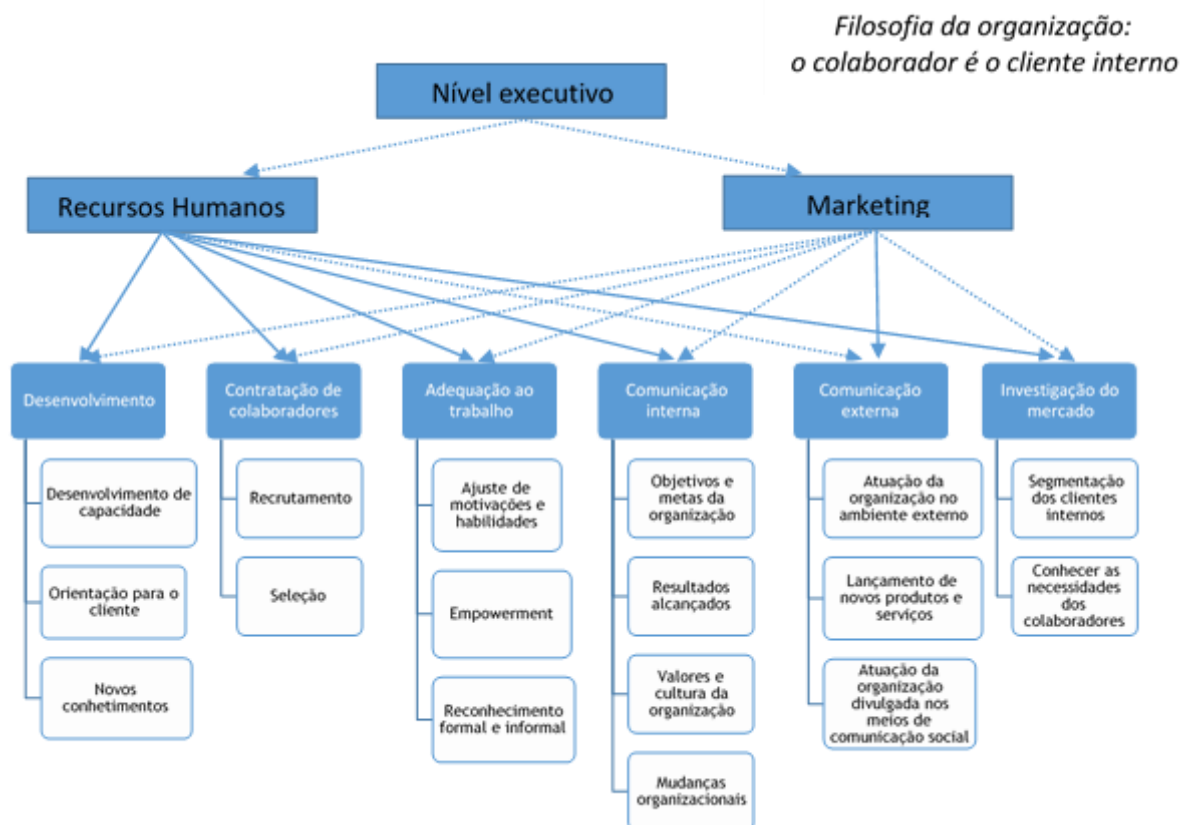 Filosofia da organização:
o colaborador é o cliente interno
Nível executivo
Recursos Humanos
Marketing
Desenvolvimento
Contratação de
colaboradores
Adequação ao
trabalho
Comunicação
interna
Comunicação
externa
Investigação do
mercado
Desenvolvimento de
capacidade
Orientação para o
cliente
Novos
conhetimentos
Recrutamento
Seleção
Ajuste de
motivações e
habilidades
Empowerment
Reconhecimento
formal e informal
Objetivos e
metas da
organização
Resultados
alcançados
Valores e
cultura da
organização
Mudanças
organizacionais
Atuação da
organização no
ambiente externo
Lançamento de
novos produtos e
serviços
Atuação da
organização
divulgada nos
meios de
comunicação social
Segmentação
dos clientes
internos
Conhecer as
necessidades
dos
colaboradores